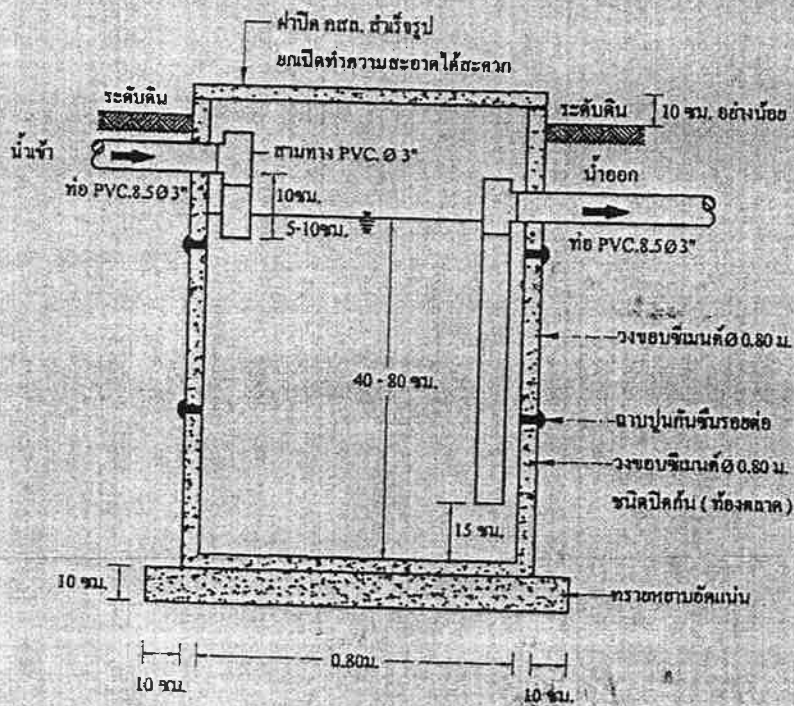 ฝาปิด คสล. สำเร็จรูป
ยกเปิดทำความสะอาดได้สะดวก
ระดับดิน
ระดับดิน
10 ซม. อย่างน้อย
น้ำเข้า
สามทาง PVC. Ø 3"
น้ำออก
ท่อ PVC.8.5Ø3"
10ซม.
5-10ซม.
ท่อ PVC.8.5Ø3"
วงขอบซีเมนต์Ø 0.80 ม.
40 - 80 ซม.
ฉาบปูนกันซึมรอยต่อ
วงขอบซีเมนต์Ø 0.80 ม.
ชนิดปิดก้น ( ท้องตลาด )
15 ซม.
10 ซม.
ทรายหยาบอัดแน่น
0.80ม.
10 ซม.
10 ซม.